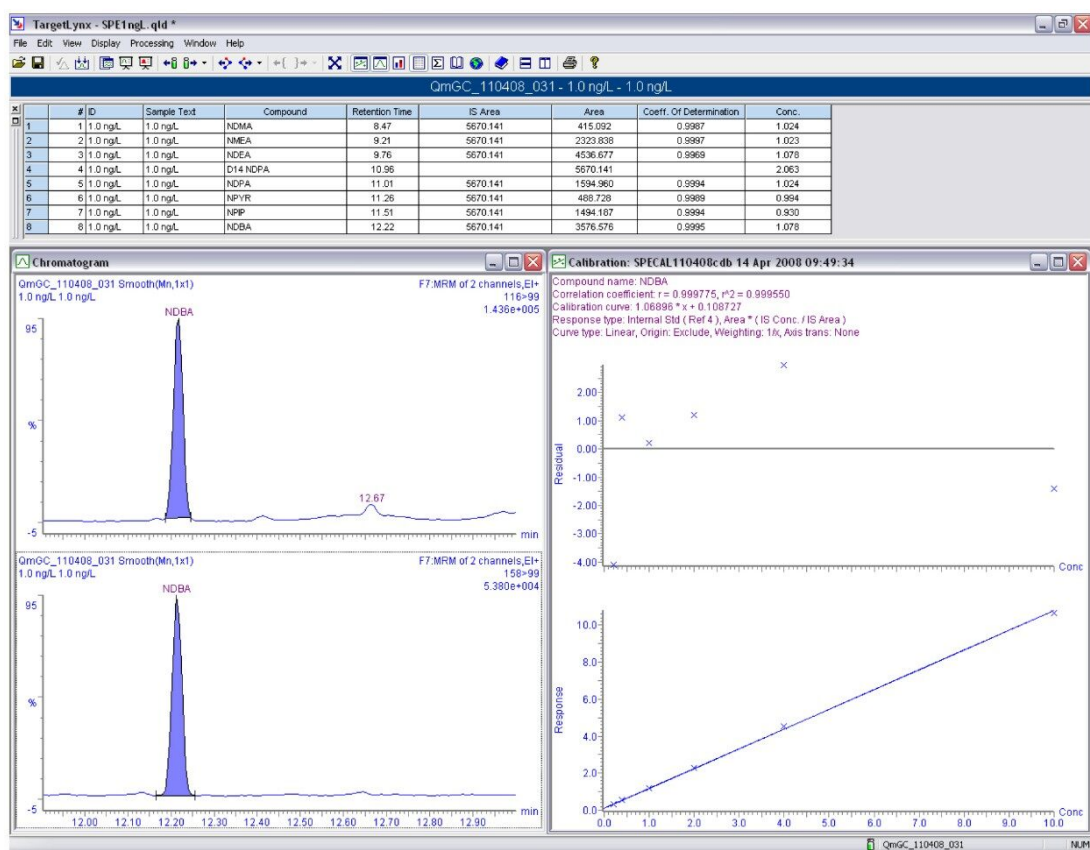 TargetLynx - SPE1ngL.qld *
File Edit View Display Processing Window Help
QmGC_110408_031 - 1.0 ng/L - 1.0 ng/L
# ID Sample Text Compound Retention Time IS Area Area Coeff. Of Determination Conc.
1 1 1.0 ng/L 1.0 ng/L NDMA 8.47 5670.141 415.092 0.9987 1.024
2 2 1.0 ng/L 1.0 ng/L NMEA 9.21 5670.141 2323.838 0.9997 1.023
3 3 1.0 ng/L 1.0 ng/L NDEA 9.76 5670.141 4536.677 0.9969 1.078
4 4 1.0 ng/L 1.0 ng/L D14 NDPA 10.96 5670.141 2.063
5 5 1.0 ng/L 1.0 ng/L NDPA 11.01 5670.141 1594.960 0.9994 1.024
6 6 1.0 ng/L 1.0 ng/L NPYR 11.26 5670.141 488.728 0.9989 0.994
7 7 1.0 ng/L 1.0 ng/L NPIP 11.51 5670.141 1494.187 0.9994 0.930
8 8 1.0 ng/L 1.0 ng/L NDBA 12.22 5670.141 3576.576 0.9995 1.078
Chromatogram
QmGC_110408_031 Smooth(Mn,1x1) F7:MRM of 2 channels,EI+
1.0 ng/L 1.0 ng/L 116>99
1.436e+005
NDBA
95
%
12.67
-5
min
QmGC_110408_031 Smooth(Mn,1x1) F7:MRM of 2 channels,EI+
1.0 ng/L 1.0 ng/L 158>99
5.380e+004
NDBA
95
%
-5
min
12.00 12.10 12.20 12.30 12.40 12.50 12.60 12.70 12.80 12.90
Calibration: SPECAL110408cdb 14 Apr 2008 09:49:34
Compound name: NDBA
Correlation coefficient: r = 0.999775, r^2 = 0.999550
Calibration curve: 1.06896 * x + 0.108727
Response type: Internal Std ( Ref 4 ), Area * ( IS Conc. / IS Area )
Curve type: Linear, Origin: Exclude, Weighting: 1/x, Axis trans: None
2.00
1.00
0.00
Residual
-1.00
-2.00
-3.00
-4.00
Conc
10.0
8.0
6.0
Response
4.0
2.0
0.0
Conc
0.0 1.0 2.0 3.0 4.0 5.0 6.0 7.0 8.0 9.0 10.0
QmGC_110408_031 NUM